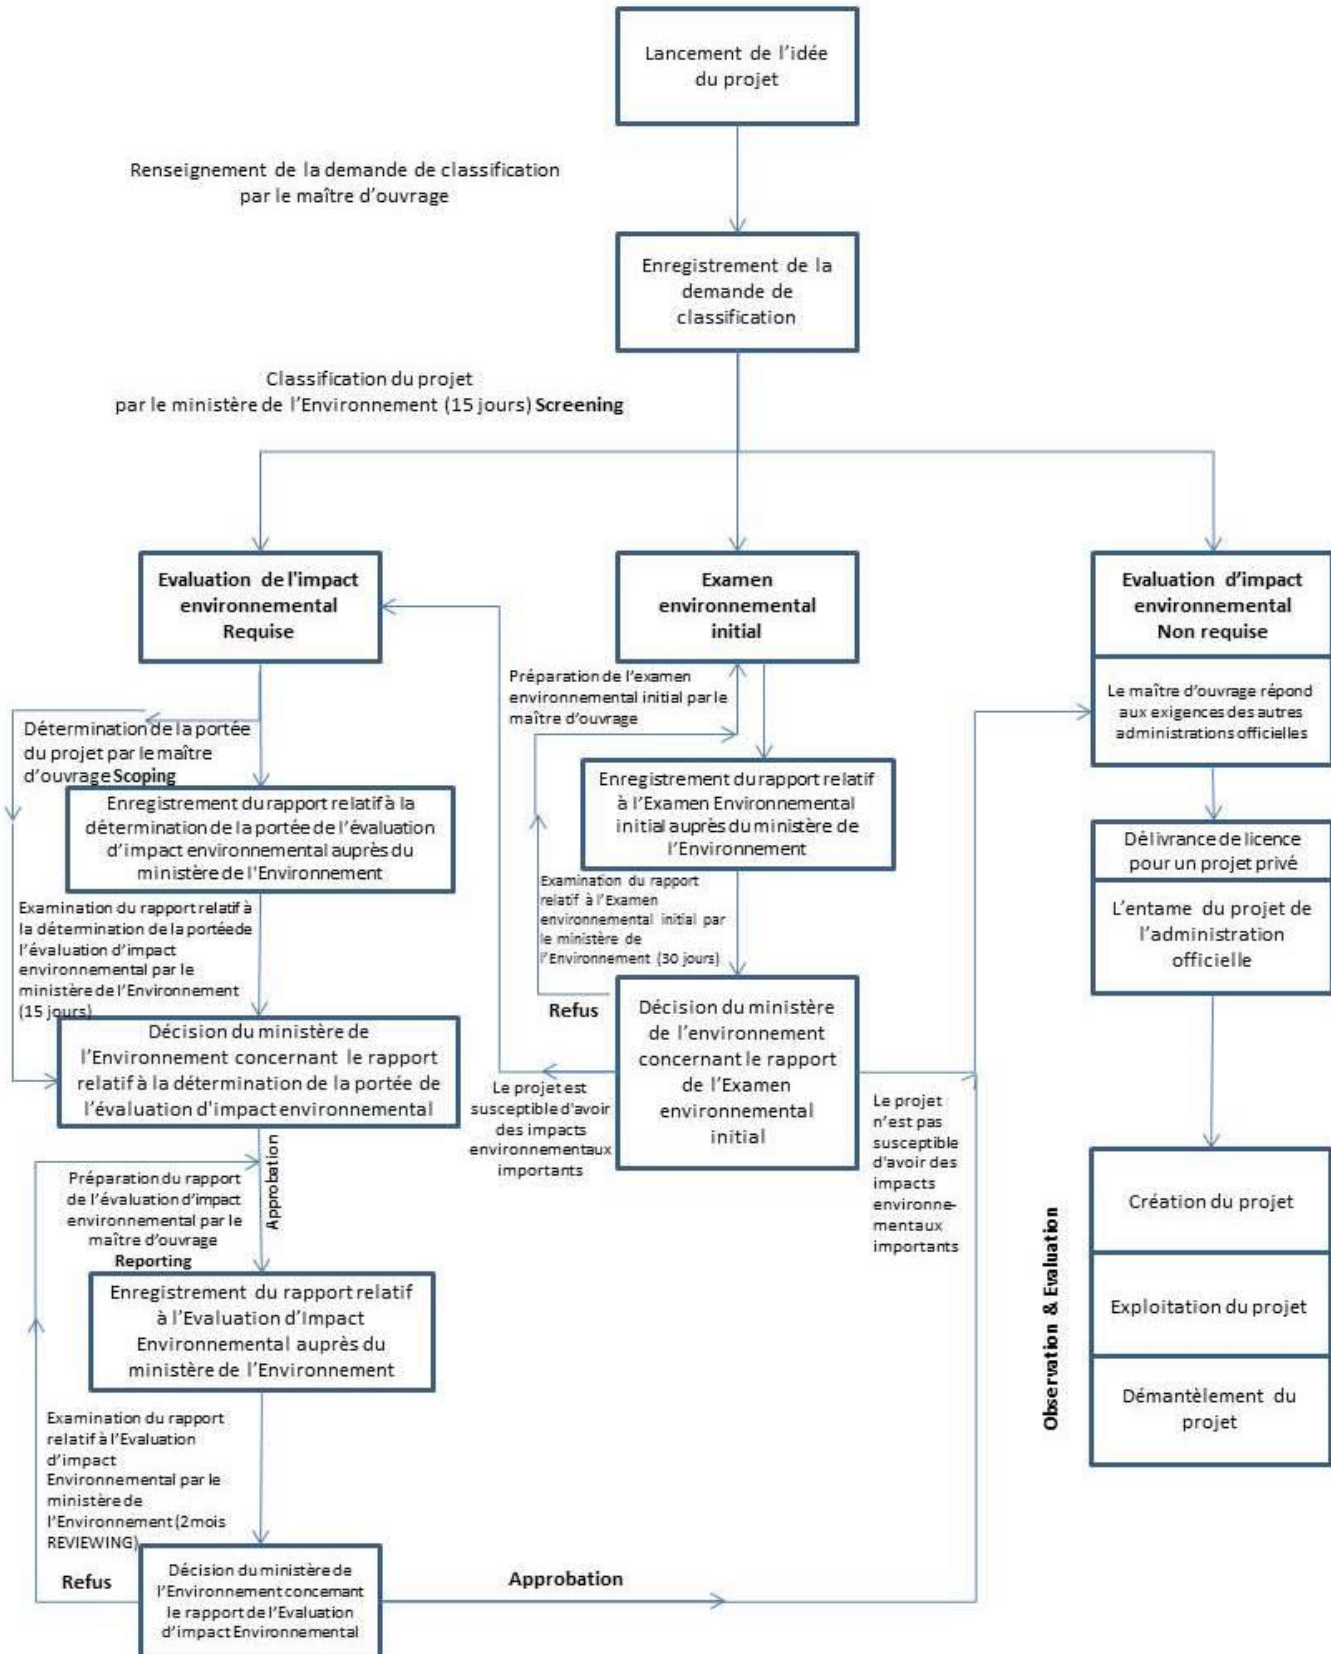 Lancement de l'idée
du projet
Renseignement de la demande de classification
par le maître d'ouvrage
Enregistrement de la
demande de
classification
Classification du projet
par le ministère de l'Environnement (15 jours) Screening
Evaluation de l'impact
environnemental
Requise
Examen
environnemental
initial
Evaluation d'impact
environnemental
Non requise
Le maître d'ouvrage répond
aux exigences des autres
administrations officielles
Préparation de l'examen
environnemental initial par le
maître d'ouvrage
Détermination de la portée
du projet par le maître
d'ouvrage Scoping
Enregistrement du rapport relatif à la
détermination de la portée de l'évaluation
d'impact environnemental auprès du
ministère de l'Environnement
Enregistrement du rapport relatif
à l'Examen Environnemental
initial auprès du ministère de
l'Environnement
Délivrance de licence
pour un projet privé
L'entame du projet de
l'administration
officielle
Examination du rapport relatif à
la détermination de la portée de
l'évaluation d'impact
environnemental par le
ministère de l'Environnement
(15 jours)
Examination du rapport
relatif à l'Examen
environnemental initial par
le ministère de
l'Environnement (30 jours)
Refus
Décision du ministère de
l'Environnement concernant le rapport
relatif à la détermination de la portée de
l'évaluation d'impact environnemental
Décision du ministère
de l'environnement
concernant le rapport
de l'Examen
environnemental
initial
Le projet est
susceptible d'avoir
des impacts
environnementaux
importants
Le projet
n'est pas
susceptible
d'avoir des
impacts
environne-
mentaux
importants
Approbation
Préparation du rapport
de l'évaluation d'impact
environnemental par le
maître d'ouvrage
Reporting
Enregistrement du rapport relatif
à l'Evaluation d'Impact
Environnemental auprès du
ministère de l'Environnement
Observation & Evaluation
Création du projet
Exploitation du projet
Démantèlement du
projet
Examination du rapport
relatif à l'Evaluation
d'impact
Environnemental par le
ministère de
l'Environnement (2mois
REVIEWING)
Refus
Décision du ministère de
l'Environnement concernant
le rapport de l'Evaluation
d'impact Environnemental
Approbation